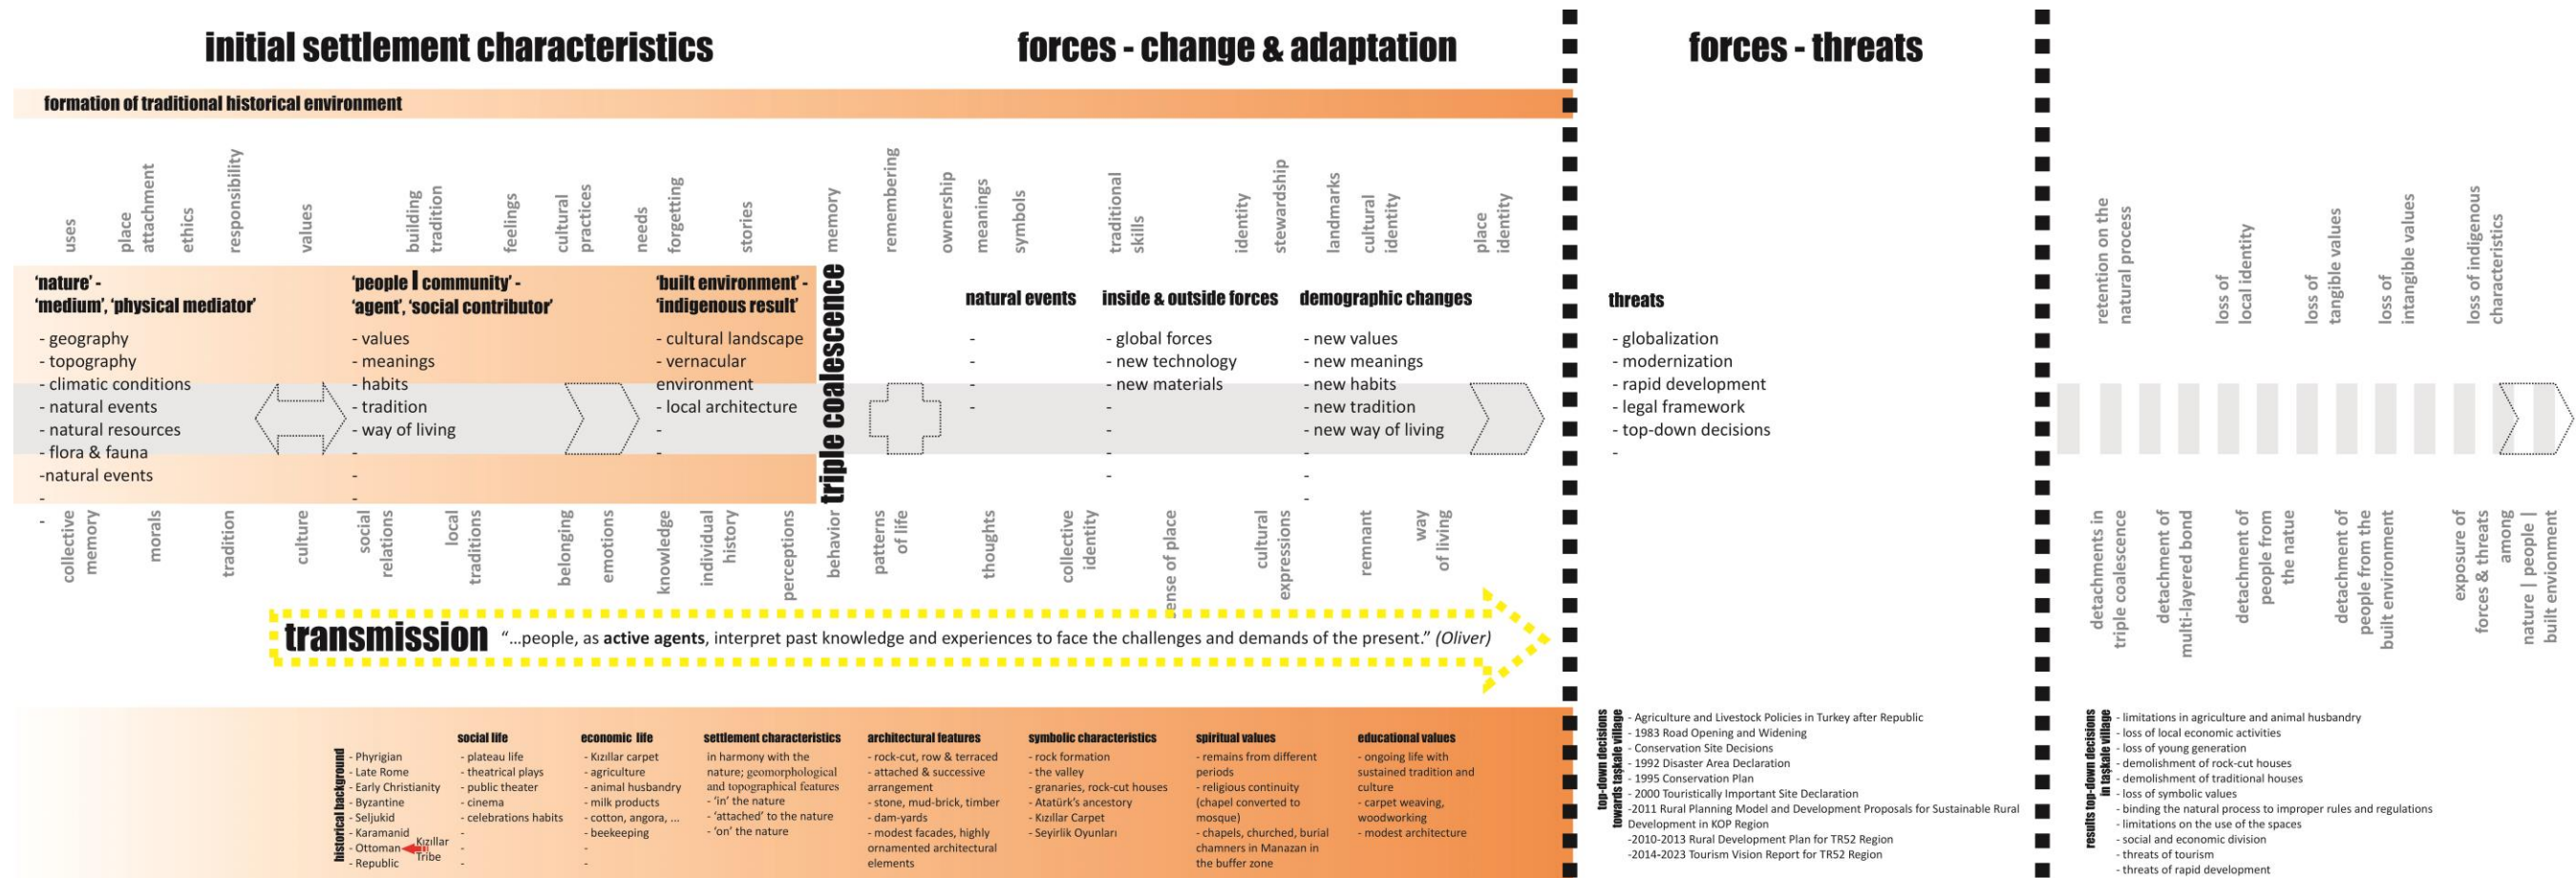 initial settlement characteristics
forces - change & adaptation
forces - threats
formation of traditional historical environment
uses
place
attachment
ethics
responsibility
values
building
tradition
feelings
cultural
practices
needs
forgetting
stories
memory
remembering
ownership
meanings
symbols
traditional
skills
identity
stewardship
landmarks
cultural
identity
place
identity
retention on the
natural process
loss of
local identity
loss of
tangible values
loss of
intangible values
loss of indigenous
characteristics
‘nature’ -
‘medium’, ‘physical mediator’
- geography
- topography
- climatic conditions
- natural events
- natural resources
- flora & fauna
-natural events
-
-
‘people | community’ -
‘agent’, ‘social contributor’
- values
- meanings
- habits
- tradition
- way of living
-
-
-
‘built environment’ -
‘indigenous result’
- cultural landscape
- vernacular
environment
- local architecture
-
-
triple coalescence
natural events
-
-
-
-
inside & outside forces
- global forces
- new technology
- new materials
-
-
-
-
demographic changes
- new values
- new meanings
- new habits
- new tradition
- new way of living
-
-
-
threats
- globalization
- modernization
- rapid development
- legal framework
- top-down decisions
-
collective
memory
morals
tradition
culture
social
relations
local
traditions
belonging
emotions
knowledge
individual
history
perceptions
behavior
patterns
of life
thoughts
collective
identity
ense of place
cultural
expressions
remnant
way
of living
detachments in
triple coalescence
detachment of
multi-layered bond
detachment of
people from
the natue
detachment of
people from the
built environment
exposure of
forces & threats
among
nature | people |
built envionment
transmission “...people, as active agents, interpret past knowledge and experiences to face the challenges and demands of the present.” (Oliver)
historical background
- Phyrigian
- Late Rome
- Early Christianity
- Byzantine
- Seljukid
- Karamanid
- Ottoman
- Republic
Kızıllar
Tribe
social life
- plateau life
- theatrical plays
- public theater
- cinema
- celebrations habits
-
-
-
economic life
- Kızıllar carpet
- agriculture
- animal husbandry
- milk products
- cotton, angora, ...
- beekeeping
-
-
settlement characteristics
in harmony with the
nature; geomorphological
and topographical features
- ‘in’ the nature
- ‘attached’ to the nature
- ‘on’ the nature
architectural features
- rock-cut, row & terraced
- attached & successive
arrangement
- stone, mud-brick, timber
- dam-yards
- modest facades, highly
ornamented architectural
elements
symbolic characteristics
- rock formation
- the valley
- granaries, rock-cut houses
- Atatürk’s ancestory
- Kızıllar Carpet
- Seyirlik Oyunları
spiritual values
- remains from different
periods
- religious continuity
(chapel converted to
mosque)
- chapels, churched, burial
chamners in Manazan in
the buffer zone
educational values
- ongoing life with
sustained tradition and
culture
- carpet weaving,
woodworking
- modest architecture
top-down decisions
towards taşkale village
- Agriculture and Livestock Policies in Turkey after Republic
- 1983 Road Opening and Widening
- Conservation Site Decisions
- 1992 Disaster Area Declaration
- 1995 Conservation Plan
- 2000 Touristically Important Site Declaration
-2011 Rural Planning Model and Development Proposals for Sustainable Rural
Development in KOP Region
-2010-2013 Rural Development Plan for TR52 Region
-2014-2023 Tourism Vision Report for TR52 Region
results top-down decisions
in taşkale village
- limitations in agriculture and animal husbandry
- loss of local economic activities
- loss of young generation
- demolishment of rock-cut houses
- demolishment of traditional houses
- loss of symbolic values
- binding the natural process to improper rules and regulations
- limitations on the use of the spaces
- social and economic division
- threats of tourism
- threats of rapid development